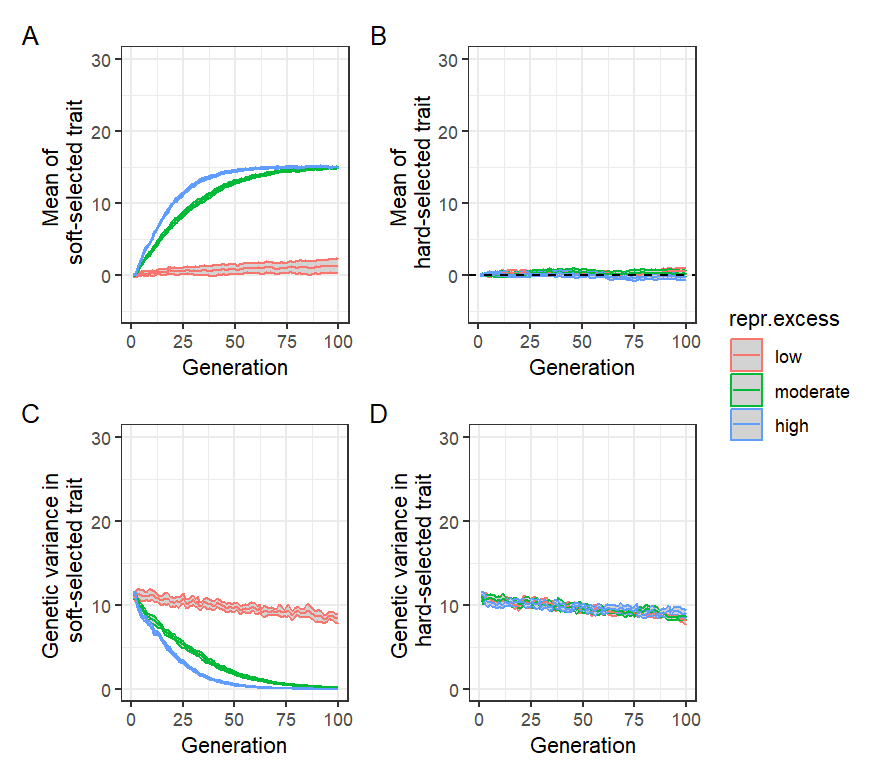 A
Mean of
soft-selected trait
30
20
10
0
0 25 50 75 100
Generation
B
Mean of
hard-selected trait
30
20
10
0
0 25 50 75 100
Generation
C
Genetic variance in
soft-selected trait
30
20
10
0
0 25 50 75 100
Generation
D
Genetic variance in
hard-selected trait
30
20
10
0
0 25 50 75 100
Generation
repr.excess
low
moderate
high